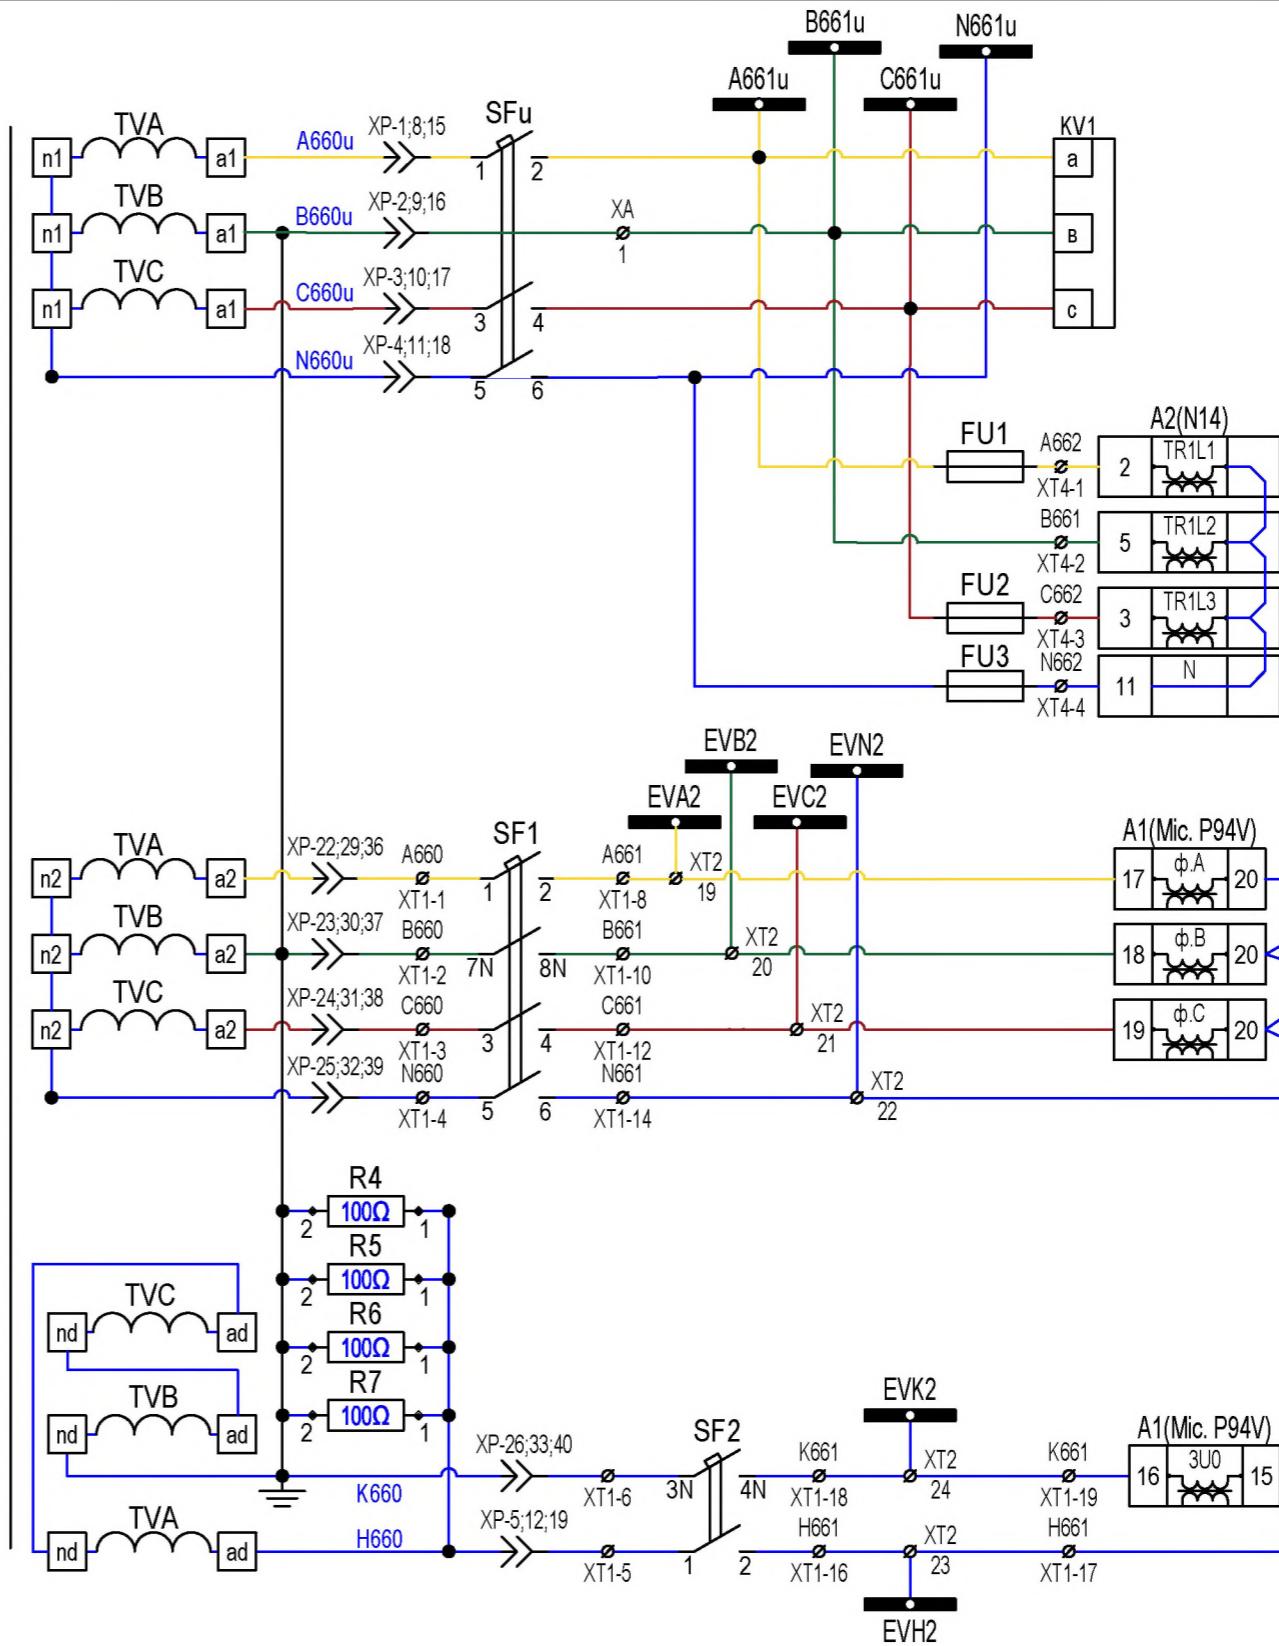 B661u
N661u
A661u
C661u
TVA
A660u
XP-1;8;15
SFu
KV1
n1
a1
1
2
a
TVB
B660u
XP-2;9;16
XA
n1
a1
1
в
TVC
C660u
XP-3;10;17
n1
a1
3
4
c
N660u
XP-4;11;18
5
6
A2(N14)
FU1
A662
TR1L1
2
XT4-1
B661
TR1L2
5
XT4-2
FU2
C662
TR1L3
3
XT4-3
FU3
N662
N
11
XT4-4
EVB2
EVN2
EVA2
EVC2
TVA
XP-22;29;36
A660
SF1
A661
XT2
A1(Mic. P94V)
n2
a2
1
2
17
ф.А
20
XT1-1
XT1-8
19
TVB
XP-23;30;37
B660
B661
XT2
n2
a2
7N
8N
20
18
ф.В
20
XT1-2
XT1-10
TVC
XP-24;31;38
C660
C661
XT2
n2
a2
3
4
21
19
ф.С
20
XT1-3
XT1-12
XP-25;32;39
N660
N661
XT2
5
6
22
XT1-4
XT1-14
R4
100Ω
2
1
R5
100Ω
2
1
TVC
R6
nd
ad
100Ω
2
1
R7
TVB
100Ω
2
1
nd
ad
EVK2
SF2
A1(Mic. P94V)
XP-26;33;40
K661
XT2
K661
3U0
K660
XT1-6
3N
4N
XT1-18
24
XT1-19
16
15
TVA
H660
XP-5;12;19
H661
XT2
H661
nd
ad
XT1-5
1
2
XT1-16
23
XT1-17
EVH2